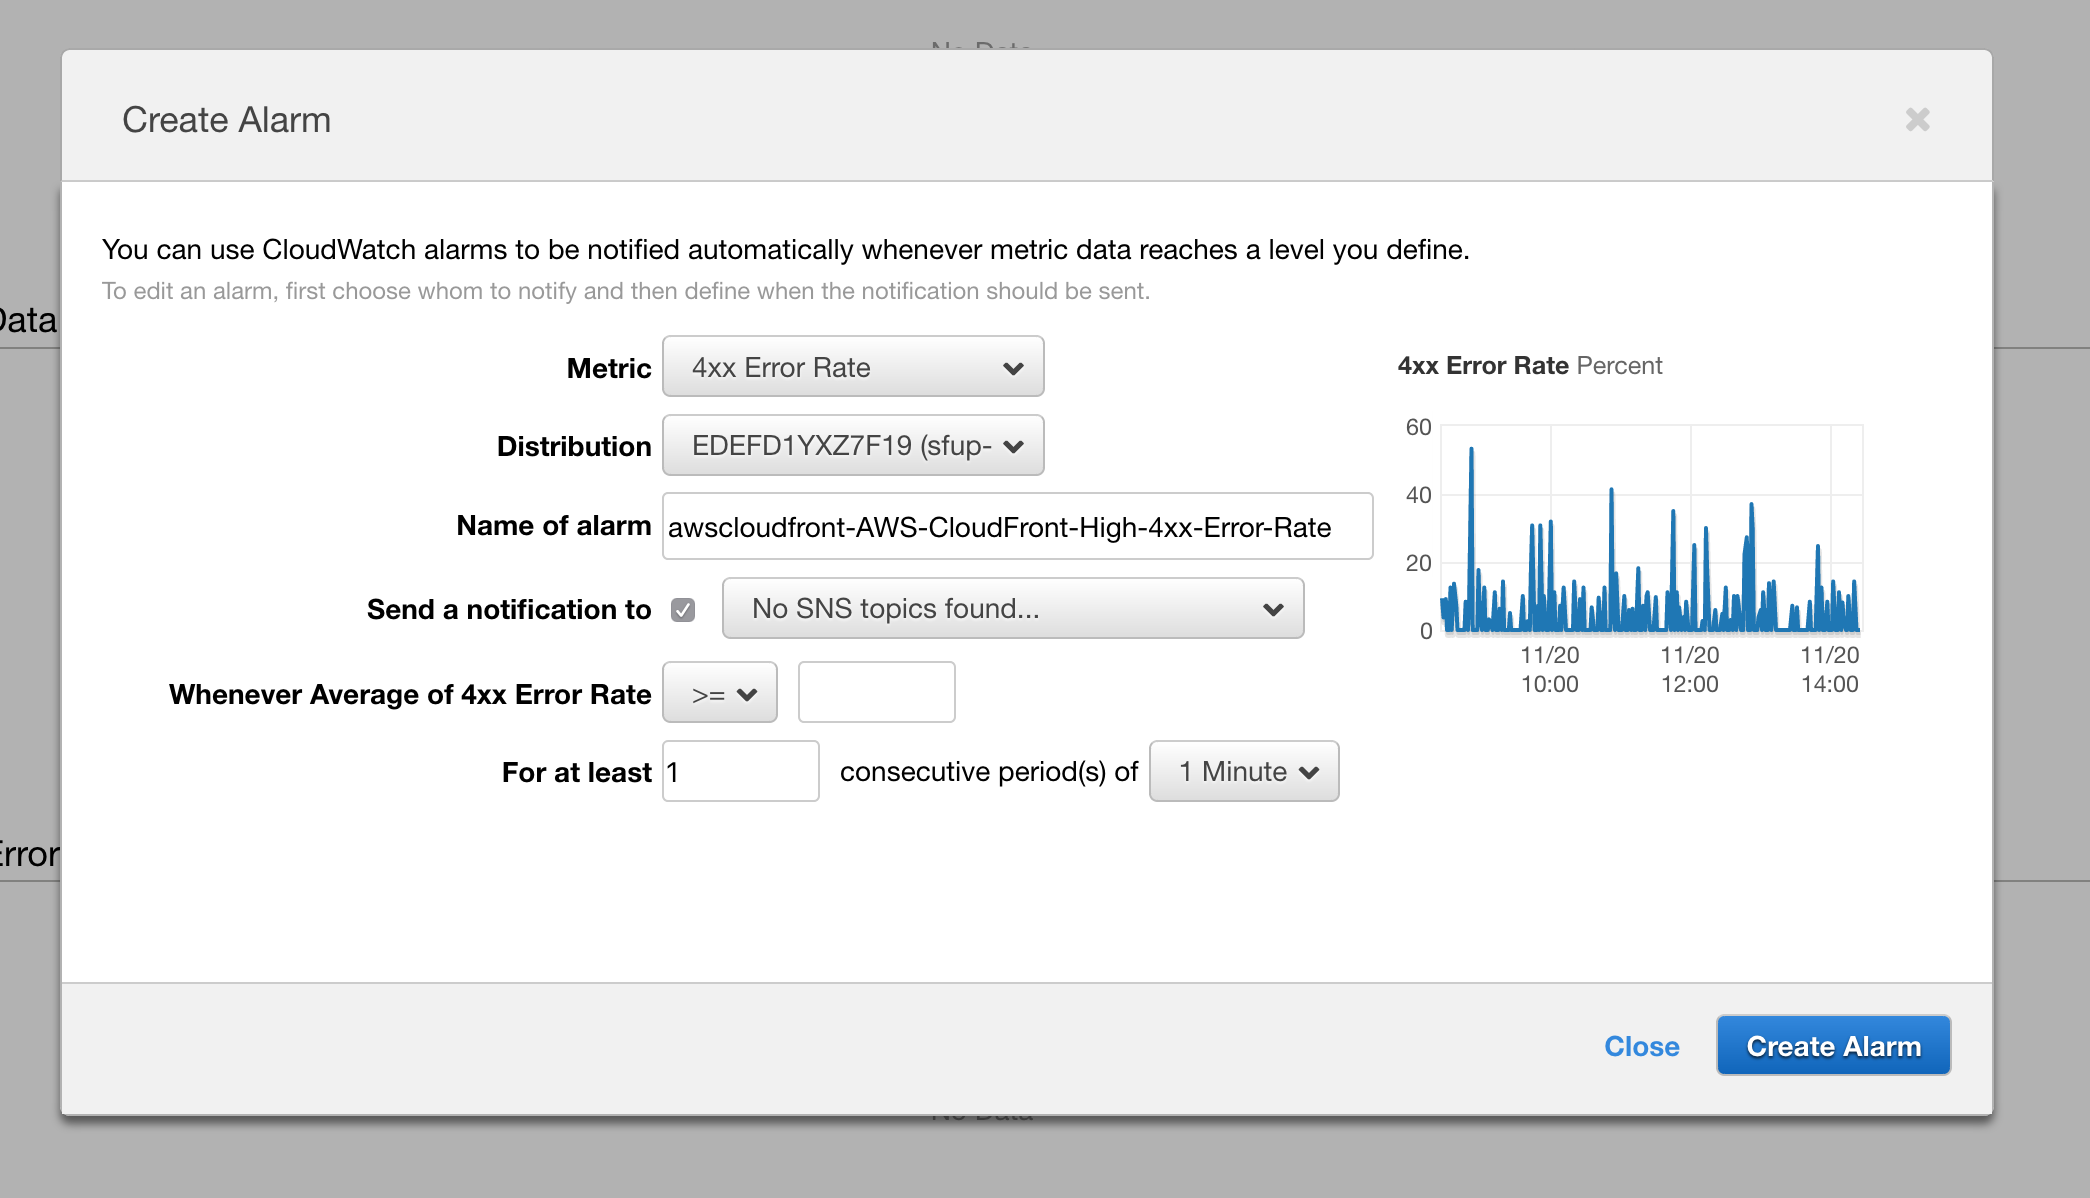 Create Alarm
You can use CloudWatch alarms to be notified automatically whenever metric data reaches a level you define.
To edit an alarm, first choose whom to notify and then define when the notification should be sent.
Data
Metric 4xx Error Rate
Distribution EDEFD1YXZ7F19 (sfup-
Name of alarm awscloudfront-AWS-CloudFront-High-4xx-Error-Rate
Send a notification to No SNS topics found...
Whenever Average of 4xx Error Rate >=
For at least 1 consecutive period(s) of 1 Minute
4xx Error Rate Percent
60
40
20
0
11/20 11/20 11/20
10:00 12:00 14:00
Error
Close Create Alarm
No Data